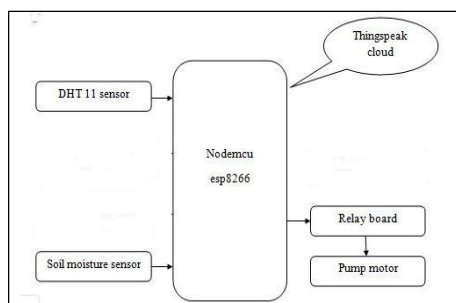 Thingspeak
cloud
DHT 11 sensor
Nodemcu
esp8266
Relay board
Soil moisture sensor
Pump motor